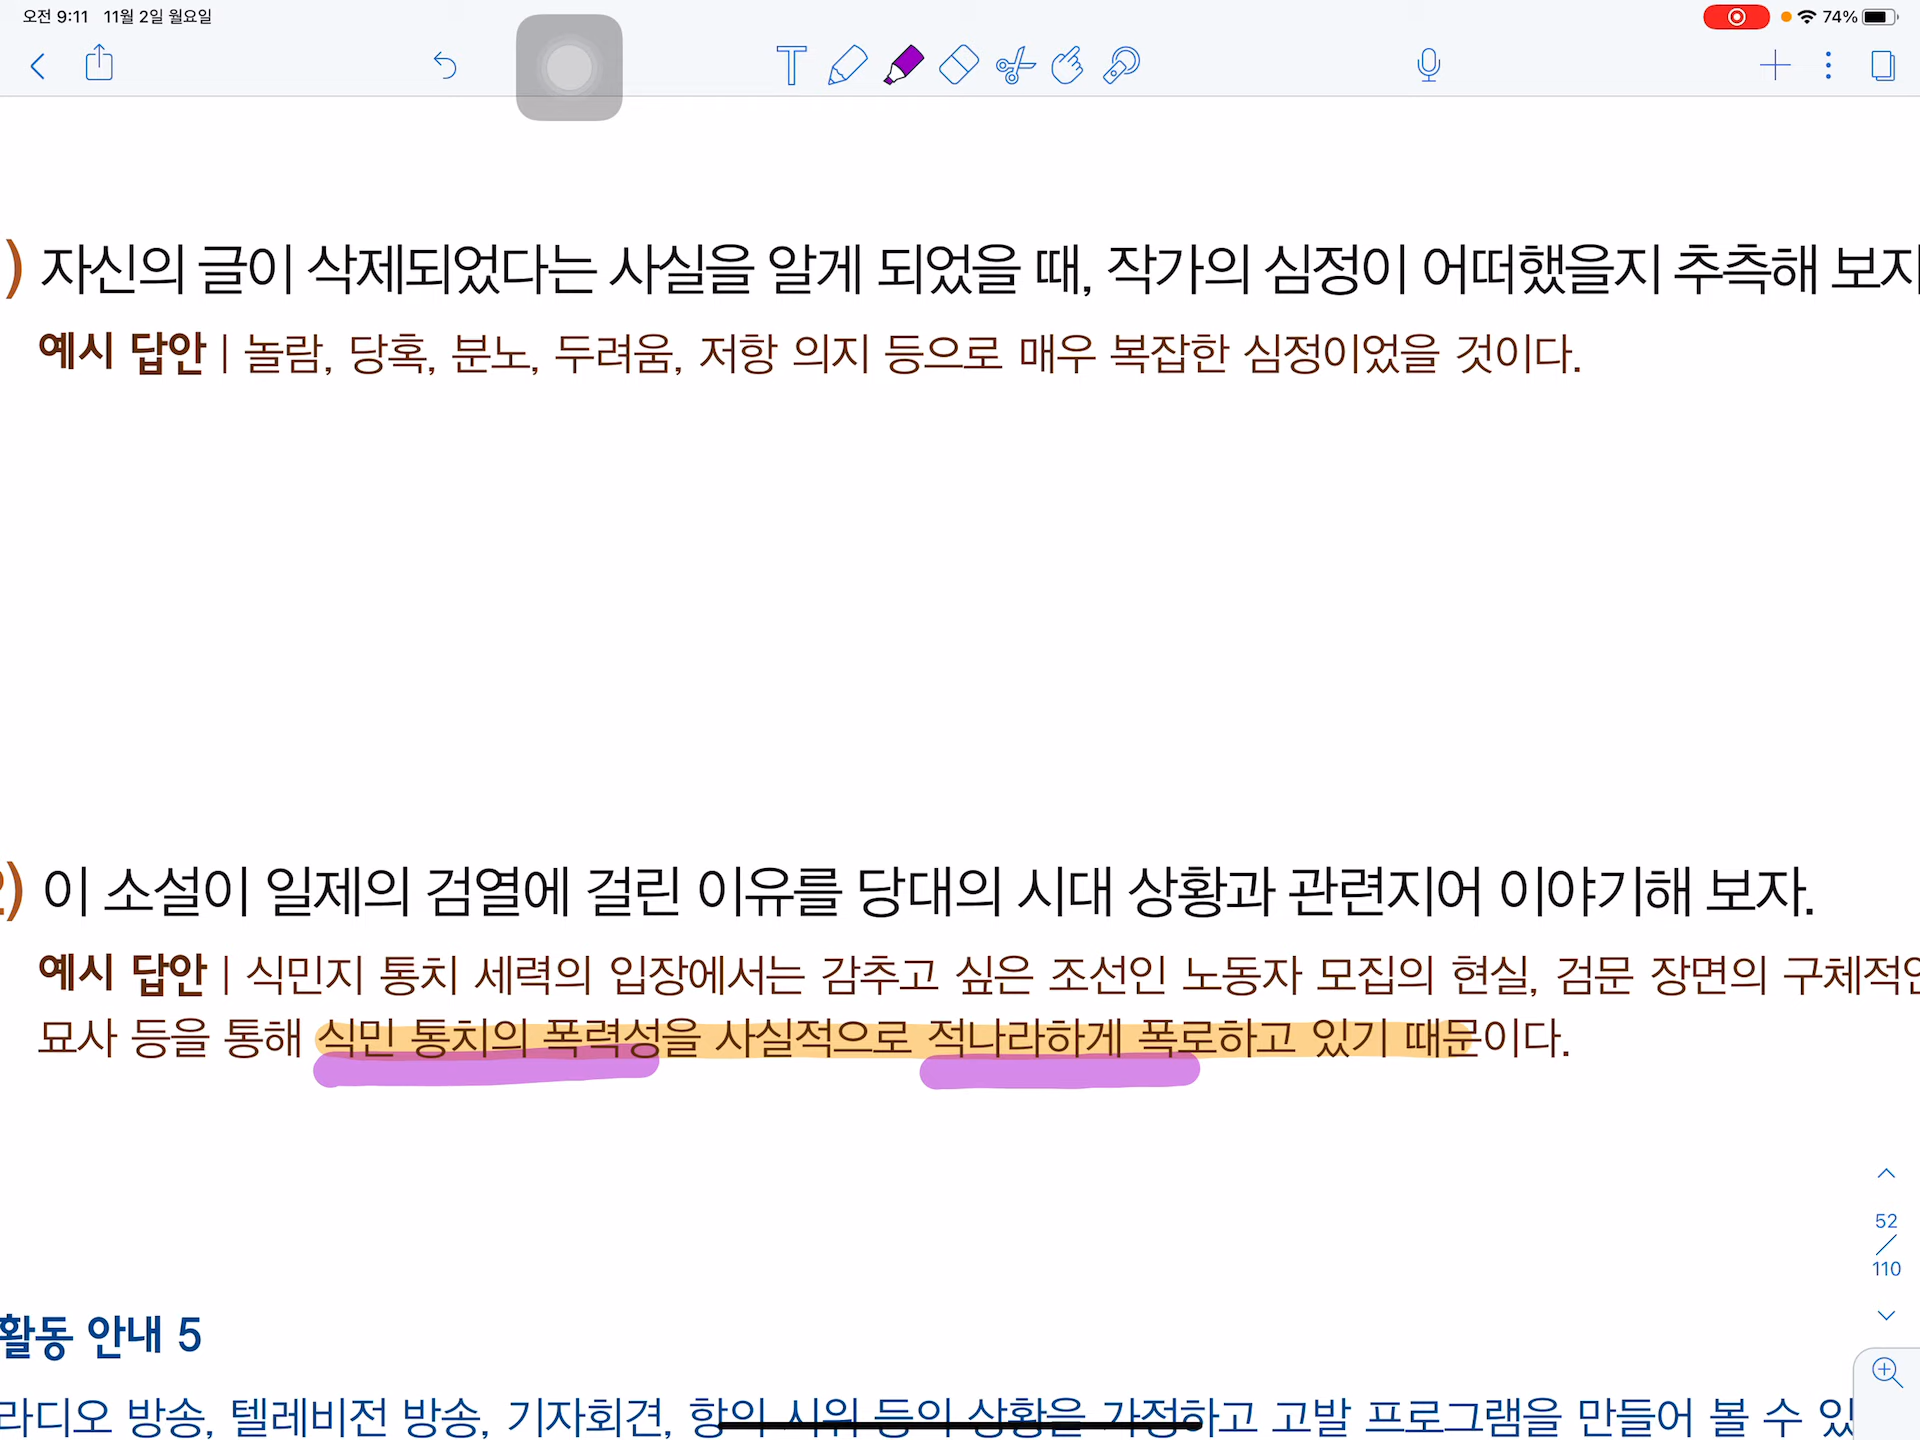 오전 9:11 11월 2일 월요일 74%
) 자신의 글이 삭제되었다는 사실을 알게 되었을 때, 작가의 심정이 어떠했을지 추측해 보자
예시 답안 | 놀람, 당혹, 분노, 두려움, 저항 의지 등으로 매우 복잡한 심정이었을 것이다.
2) 이 소설이 일제의 검열에 걸린 이유를 당대의 시대 상황과 관련지어 이야기해 보자.
예시 답안 | 식민지 통치 세력의 입장에서는 감추고 싶은 조선인 노동자 모집의 현실, 검문 장면의 구체적인
묘사 등을 통해 식민 통치의 폭력성을 사실적으로 적나라하게 폭로하고 있기 때문이다.
52
110
활동 안내 5
라디오 방송, 텔레비전 방송, 기자회견, 항의 시위 등의 상황을 가정하고 고발 프로그램을 만들어 볼 수 있